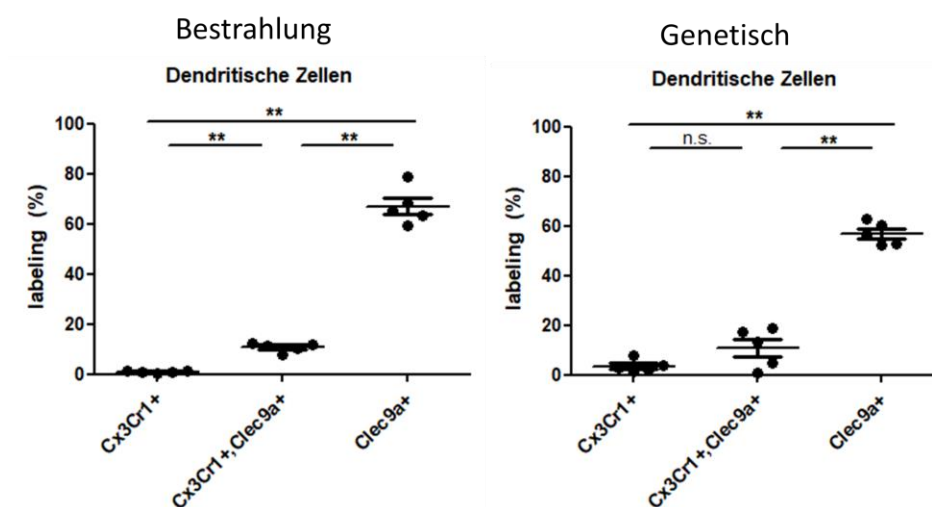 Bestrahlung
Dendritische Zellen
**
**
**
100
80
60
40
20
0
labeling (%)
Cx3Cr1+
Cx3Cr1+,Clec9a+
Clec9a+
Genetisch
Dendritische Zellen
**
n.s.
**
100
80
60
40
20
0
labeling (%)
Cx3Cr1+
Cx3Cr1+,Clec9a+
Clec9a+